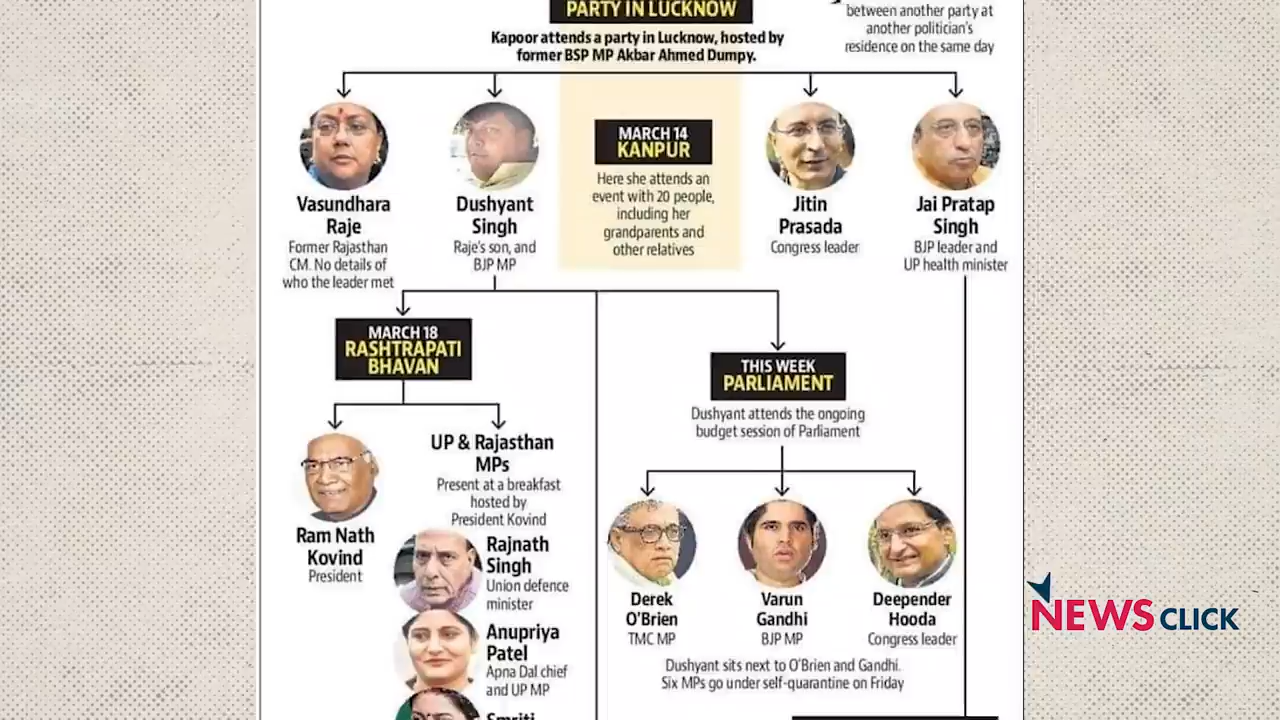 PARTY IN LUCKNOW
Kapoor attends a party in Lucknow, hosted by
former BSP MP Akbar Ahmed Dumpy.
between another party at
another politician's
residence on the same day
Vasundhara
Raje
Former Rajasthan
CM. No details of
who the leader met
Dushyant
Singh
Raje's son, and
BJP MP
MARCH 14
KANPUR
Here she attends an
event with 20 people,
including her
grandparents and
other relatives
Jitin
Prasada
Congress leader
Jai Pratap
Singh
BJP leader and
UP health minister
MARCH 18
RASHTRAPATI
BHAVAN
Ram Nath
Kovind
President
UP & Rajasthan
MPs
Present at a breakfast
hosted by
President Kovind
Rajnath
Singh
Union defence
minister
Anupriya
Patel
Apna Dal chief
and UP MP
Smriti
THIS WEEK
PARLIAMENT
Dushyant attends the ongoing
budget session of Parliament
Derek
O'Brien
TMC MP
Varun
Gandhi
BJP MP
Deepender
Hooda
Congress leader
Dushyant sits next to O'Brien and Gandhi.
Six MPs go under self-quarantine on Friday
NEWS CLICK